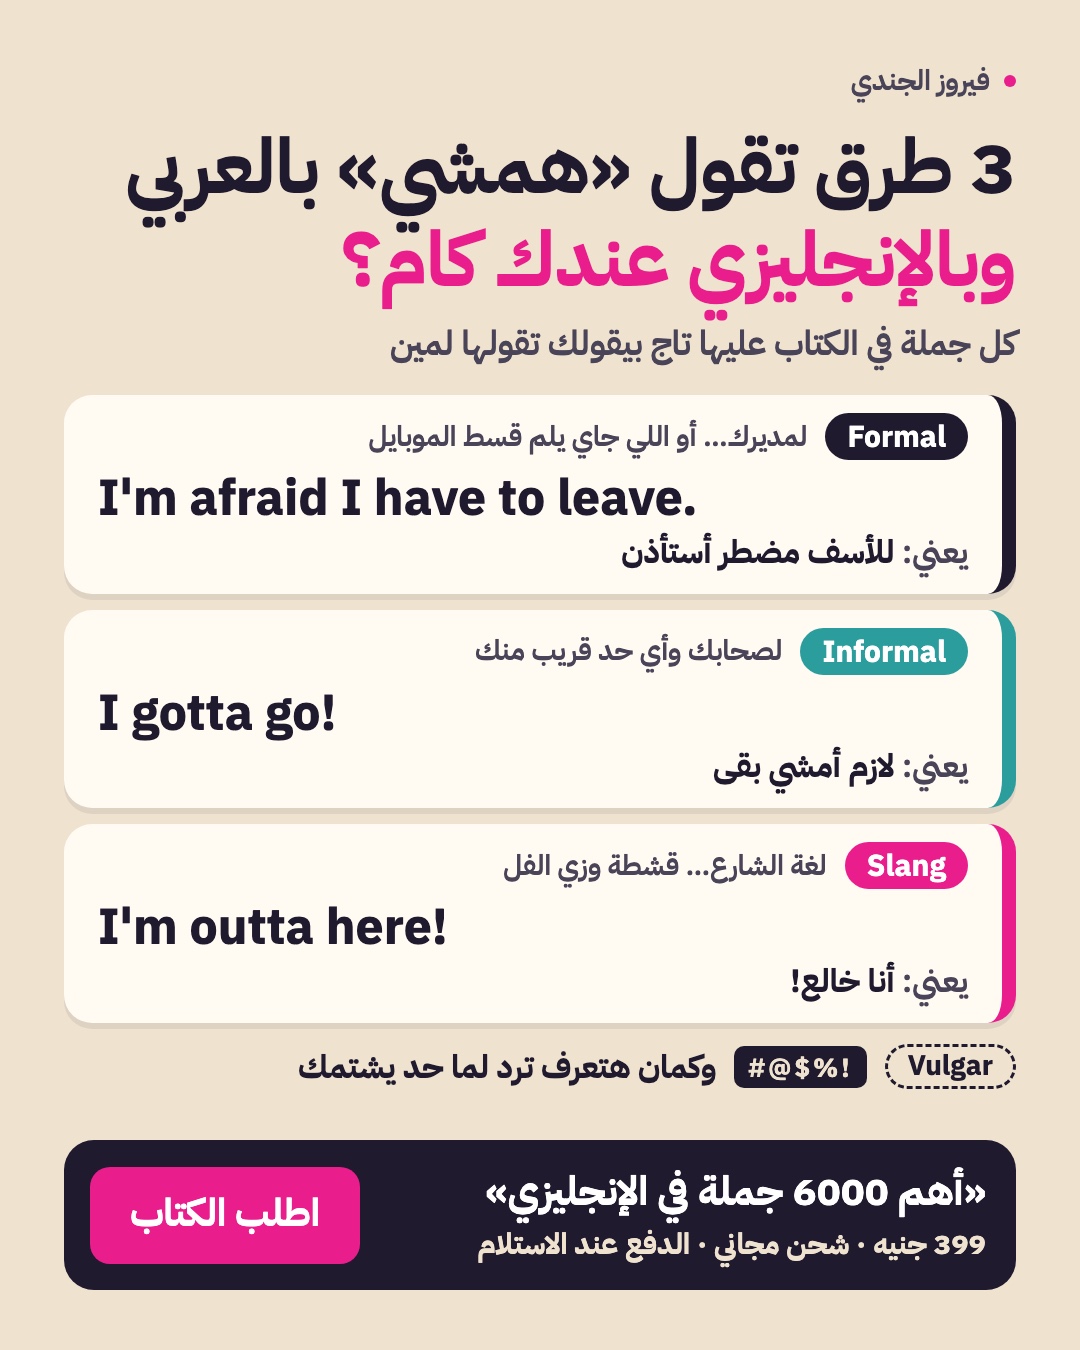 فيروز الجندي
3 طرق تقول «همشي» بالعربي
وبالإنجليزي عندك كام؟
كل جملة في الكتاب عليها تاج بيقولك تقولها لمين
Formal لمديرك... أو اللي جاي يلم قسط الموبايل
I'm afraid I have to leave.
يعني: للأسف مضطر أستأذن
Informal لصحابك وأي حد قريب منك
I gotta go!
يعني: لازم أمشي بقى
Slang لغة الشارع... قشطة وزي الفل
I'm outta here!
يعني: أنا خالع!
Vulgar #@$%! وكمان هتعرف ترد لما حد يشتمك
«أهم 6000 جملة في الإنجليزي»
399 جنيه · شحن مجاني · الدفع عند الاستلام
اطلب الكتاب